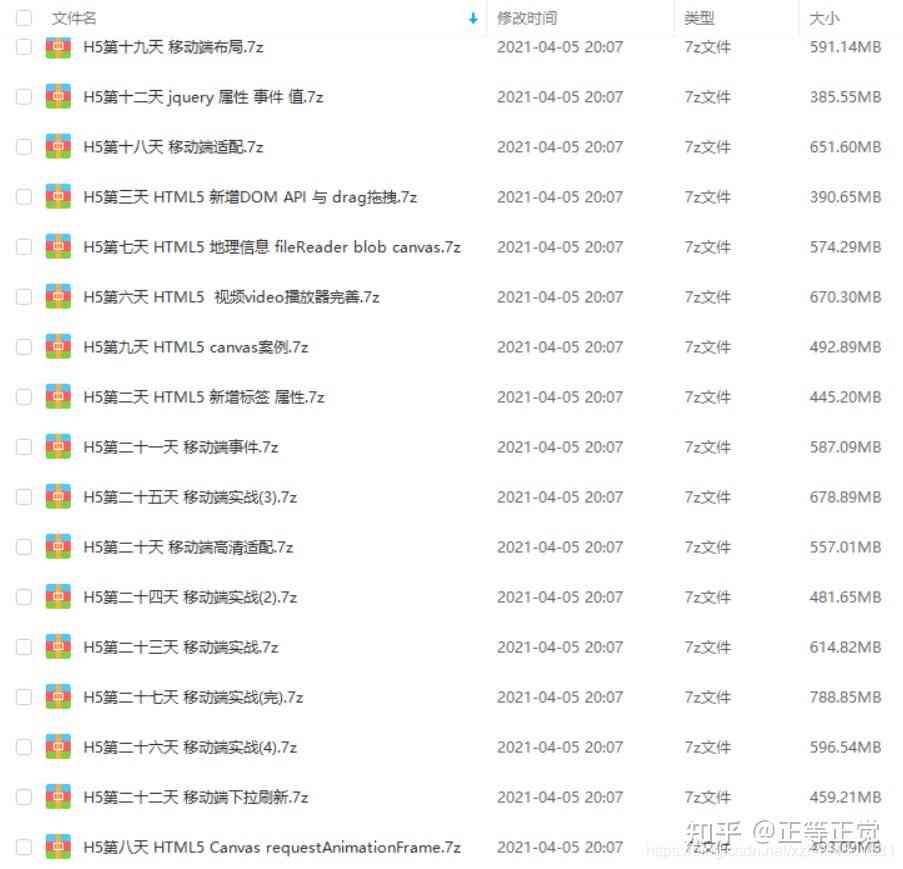 文件名 修改时间 类型 大小
H5第十九天 移动端布局.7z 2021-04-05 20:07 7z文件 591.14MB
H5第十二天 jquery 属性 事件 值.7z 2021-04-05 20:07 7z文件 385.55MB
H5第十八天 移动端适配.7z 2021-04-05 20:07 7z文件 651.60MB
H5第三天 HTML5 新增DOM API 与 drag拖拽.7z 2021-04-05 20:07 7z文件 390.65MB
H5第七天 HTML5 地理信息 fileReader blob canvas.7z 2021-04-05 20:07 7z文件 574.29MB
H5第六天 HTML5  视频video播放器完善.7z 2021-04-05 20:07 7z文件 670.30MB
H5第九天 HTML5 canvas案例.7z 2021-04-05 20:07 7z文件 492.89MB
H5第二天 HTML5 新增标签 属性.7z 2021-04-05 20:07 7z文件 445.20MB
H5第二十一天 移动端事件.7z 2021-04-05 20:07 7z文件 587.09MB
H5第二十五天 移动端实战(3).7z 2021-04-05 20:07 7z文件 678.89MB
H5第二十天 移动端高清适配.7z 2021-04-05 20:07 7z文件 557.01MB
H5第二十四天 移动端实战(2).7z 2021-04-05 20:07 7z文件 481.65MB
H5第二十三天 移动端实战.7z 2021-04-05 20:07 7z文件 614.82MB
H5第二十七天 移动端实战(完).7z 2021-04-05 20:07 7z文件 788.85MB
H5第二十六天 移动端实战(4).7z 2021-04-05 20:07 7z文件 596.54MB
H5第二十二天 移动端下拉刷新.7z 2021-04-05 20:07 7z文件 459.21MB
H5第八天 HTML5 Canvas requestAnimationFrame.7z 2021-04-05 20:07 7z文件 493.09MB
知乎 @正等正觉